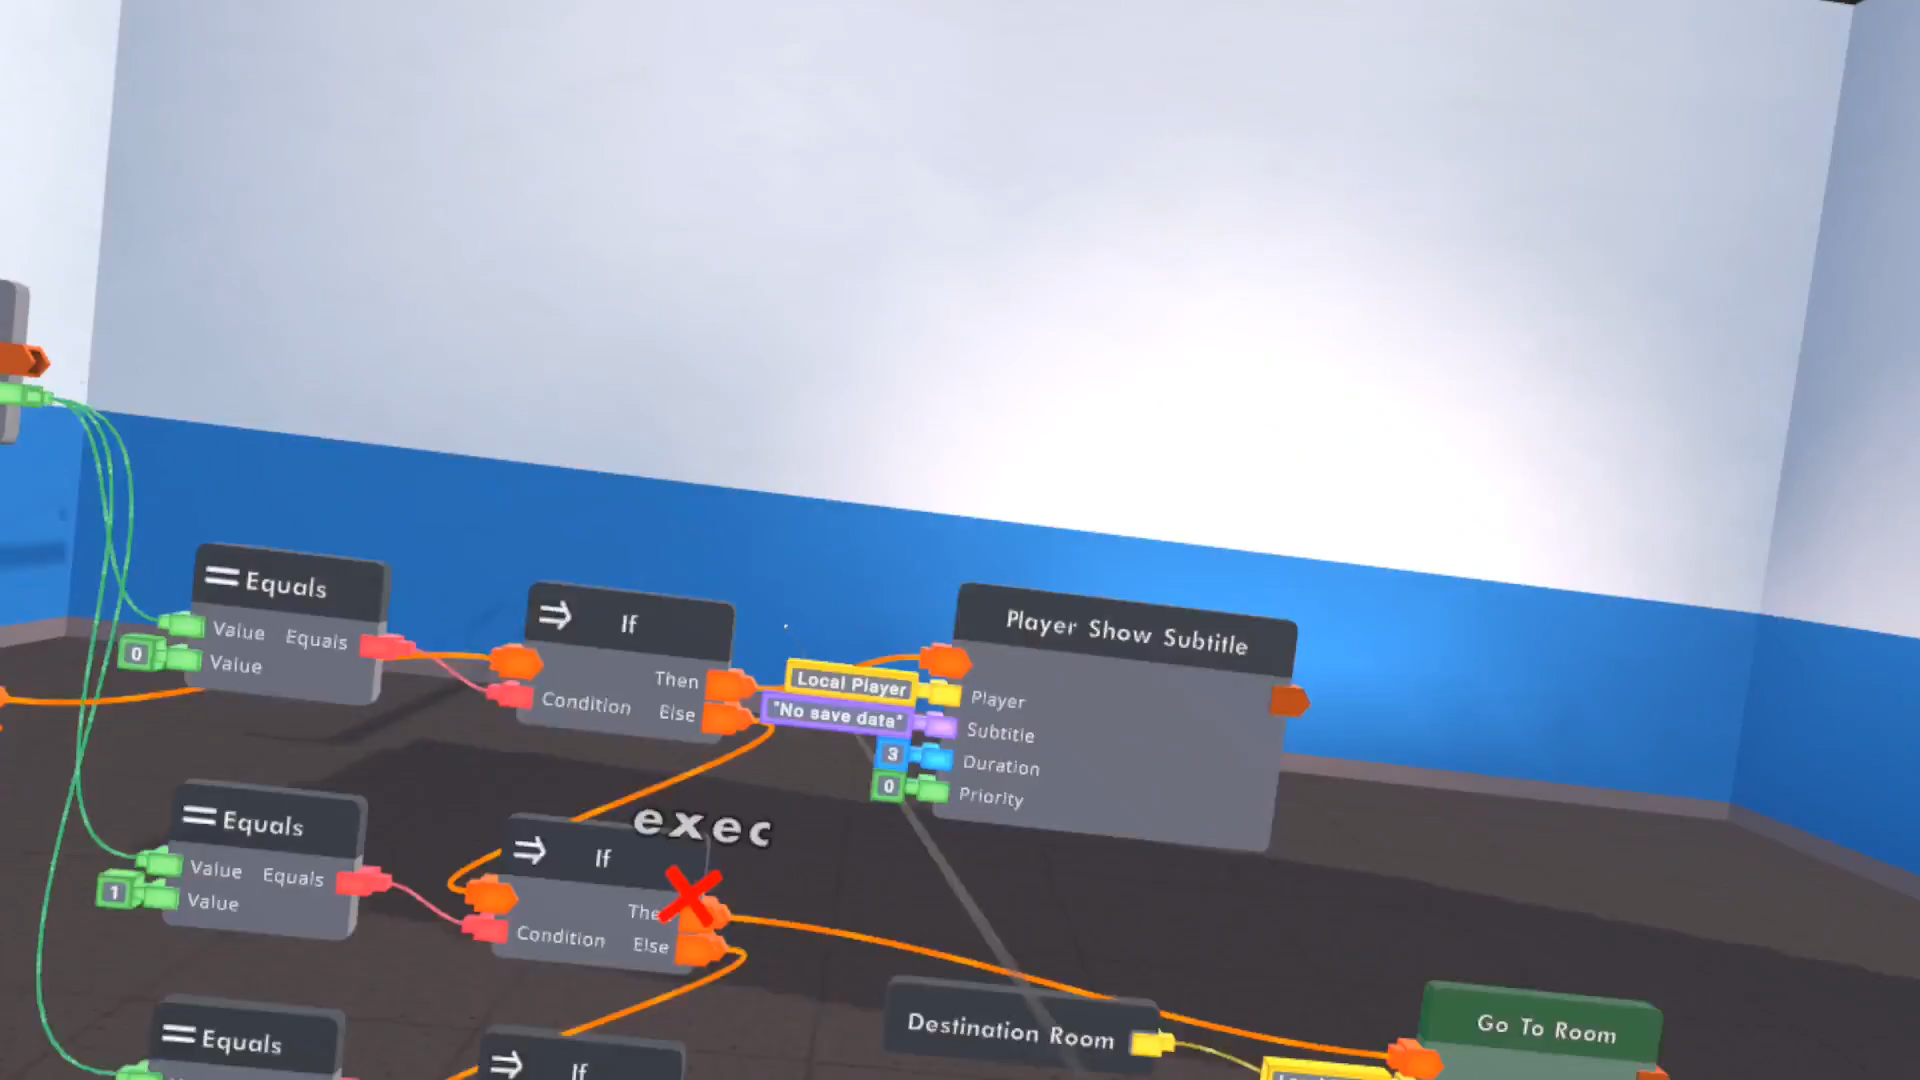 Equals
Value Equals
0
Value
If
Then
Condition Else
Player Show Subtitle
Local Player
Player
"No save data"
Subtitle
3
Duration
0
Priority
exec
Equals
Value Equals
1
Value
If
Condition Else
Destination Room
Go To Room
Equals
If